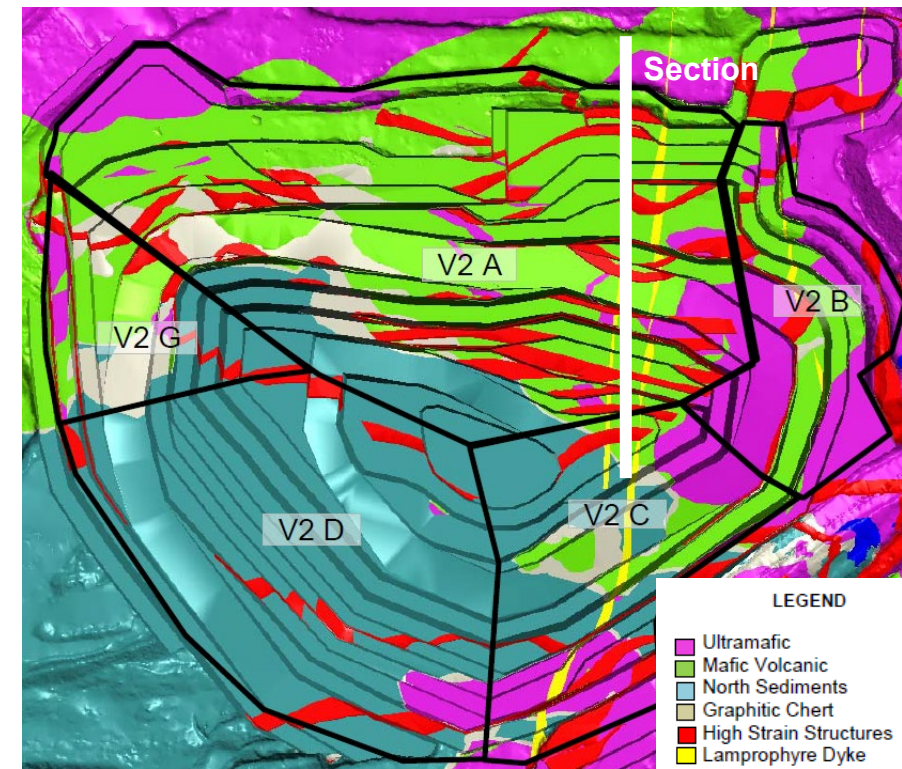 Section
V2 A
V2 B
V2 G
V2 D
V2 C
LEGEND
Ultramafic
Mafic Volcanic
North Sediments
Graphitic Chert
High Strain Structures
Lamprophyre Dyke